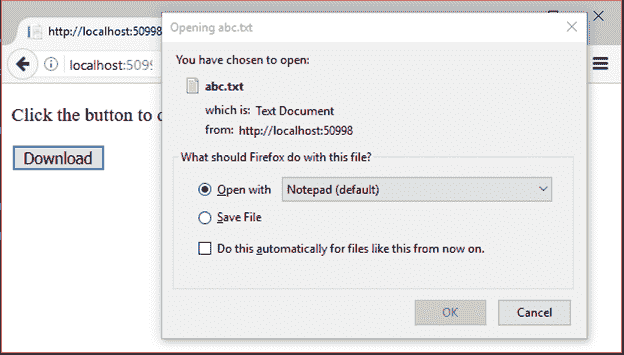 http://localhost:50998
Opening abc.txt
localhost:5099
You have chosen to open:
abc.txt
which is: Text Document
from: http://localhost:50998
Click the button to
Download
What should Firefox do with this file?
Open with Notepad (default)
Save File
Do this automatically for files like this from now on.
OK Cancel